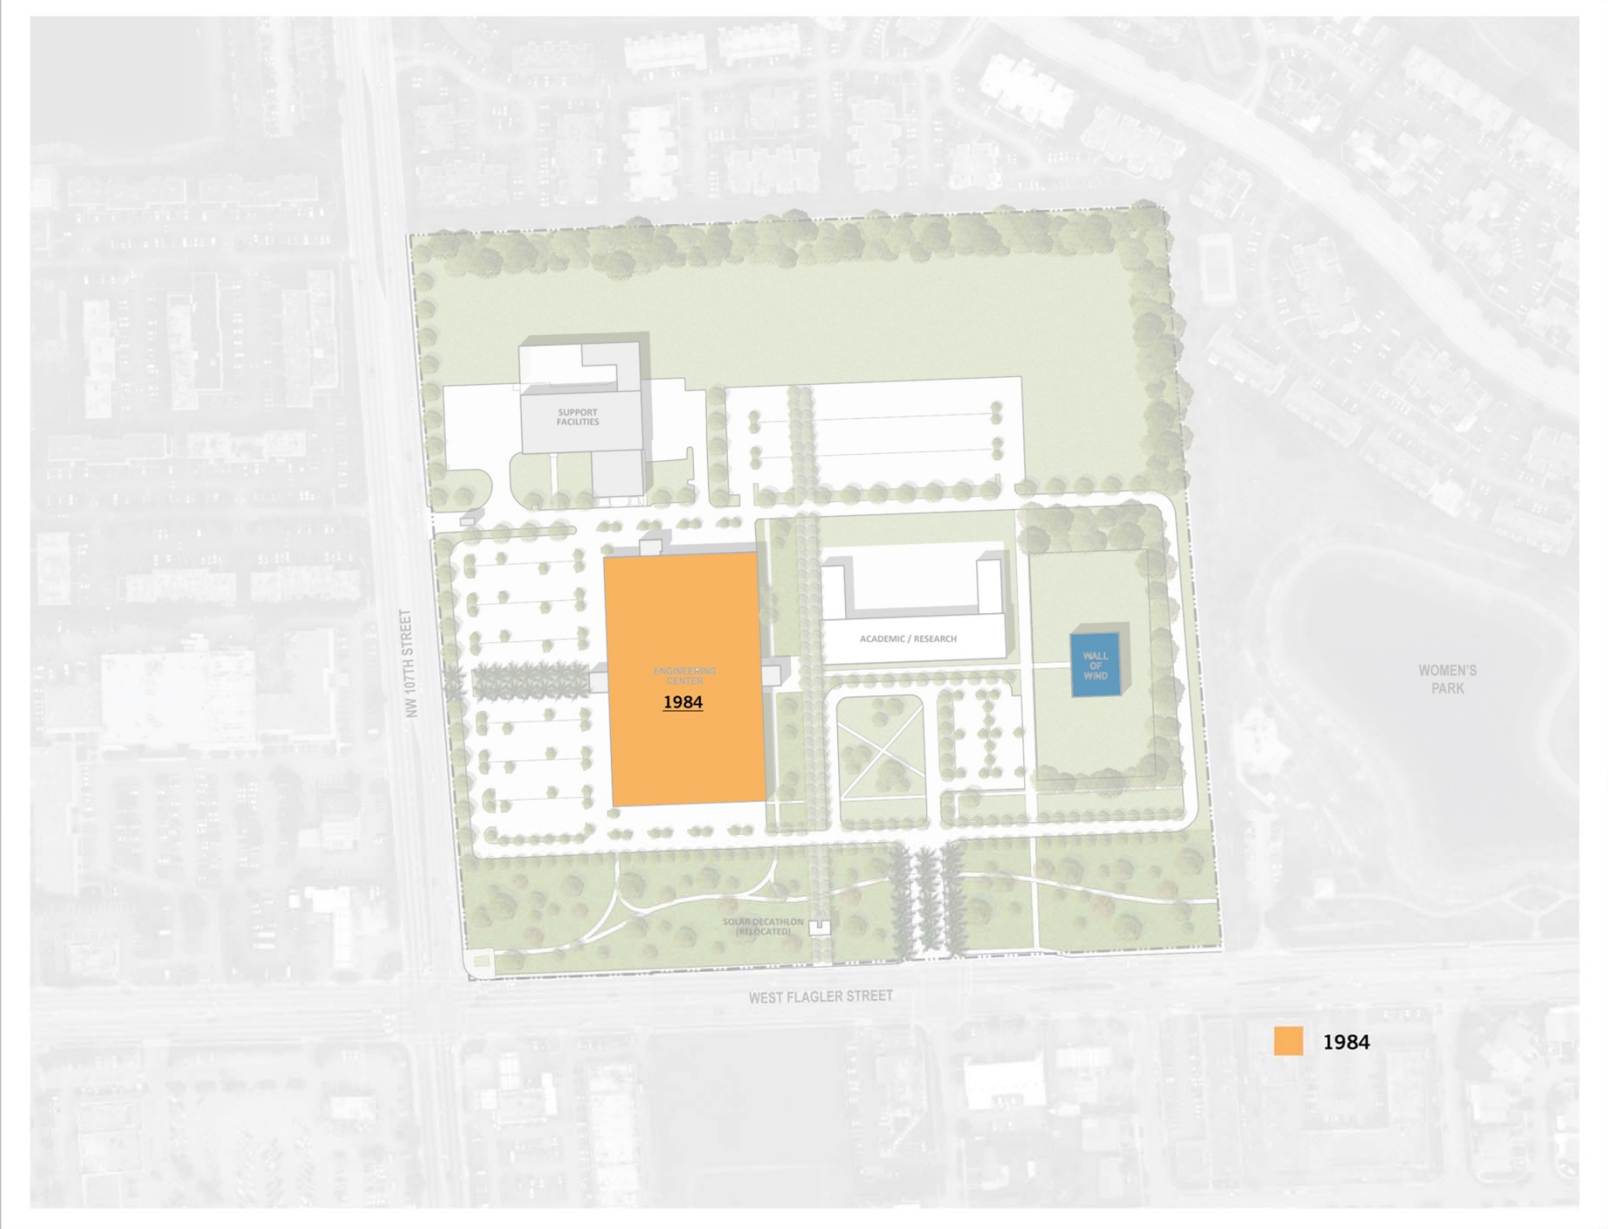 SUPPORT
FACILITIES
NW 107TH STREET
ACADEMIC / RESEARCH
ENGINEERING
CENTER
1984
WALL
OF
WIND
WOMEN'S
PARK
SOLAR DECATHLON
(RELOCATED)
WEST FLAGLER STREET
1984